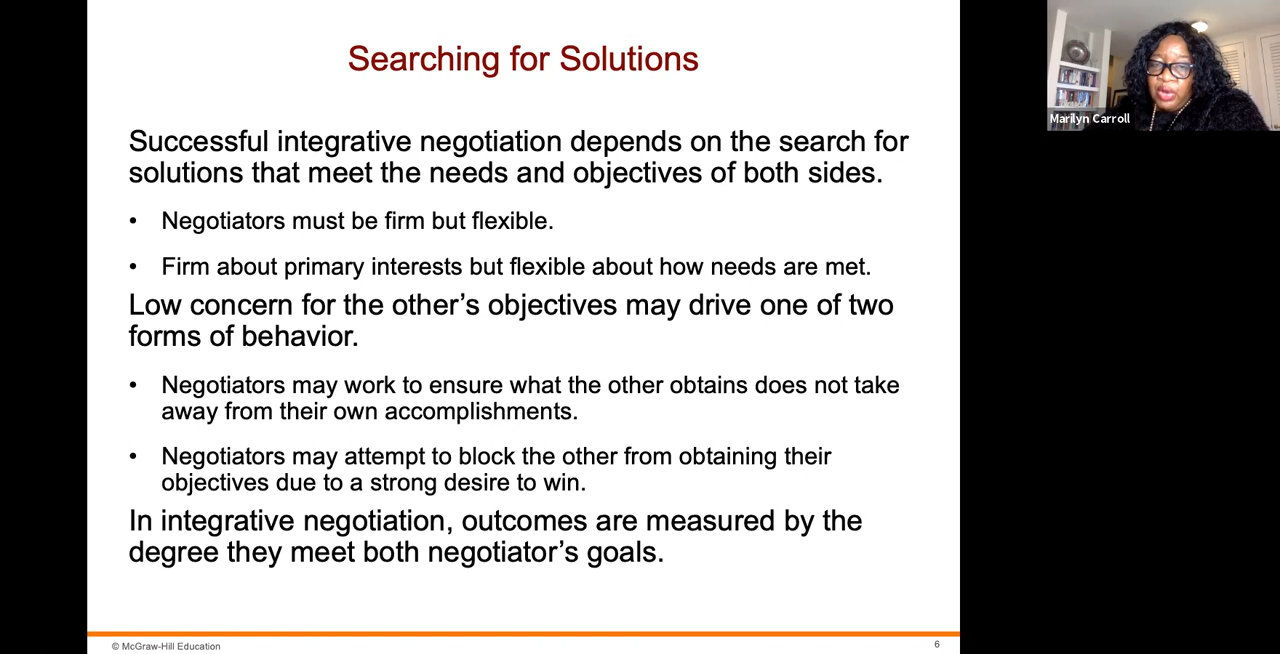 Searching for Solutions
Marilyn Carroll
Successful integrative negotiation depends on the search for
solutions that meet the needs and objectives of both sides.
• Negotiators must be firm but flexible.
• Firm about primary interests but flexible about how needs are met.
Low concern for the other’s objectives may drive one of two
forms of behavior.
• Negotiators may work to ensure what the other obtains does not take
away from their own accomplishments.
• Negotiators may attempt to block the other from obtaining their
objectives due to a strong desire to win.
In integrative negotiation, outcomes are measured by the
degree they meet both negotiator’s goals.
© McGraw-Hill Education
6